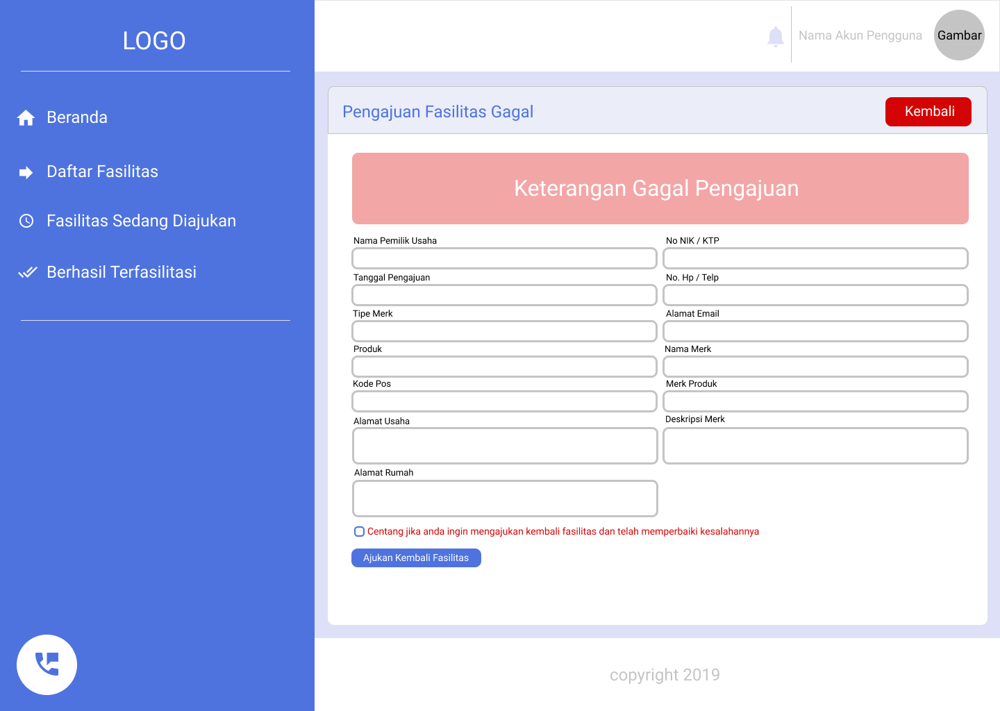 LOGO
Beranda
Daftar Fasilitas
Fasilitas Sedang Diajukan
Berhasil Terfasilitasi
Nama Akun Pengguna
Gambar
Pengajuan Fasilitas Gagal
Kembali
Keterangan Gagal Pengajuan
Nama Pemilik Usaha
No NIK / KTP
Tanggal Pengajuan
No. Hp / Telp
Tipe Merk
Alamat Email
Produk
Nama Merk
Kode Pos
Merk Produk
Alamat Usaha
Deskripsi Merk
Alamat Rumah
Centang jika anda ingin mengajukan kembali fasilitas dan telah memperbaiki kesalahannya
Ajukan Kembali Fasilitas
copyright 2019